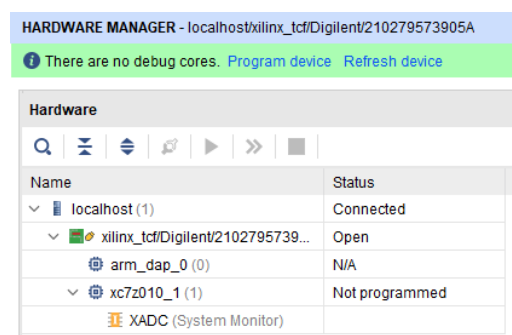 HARDWARE MANAGER - localhost/xilinx_tcf/Digilent/210279573905A
There are no debug cores. Program device Refresh device
Hardware
Name Status
localhost (1) Connected
xilinx_tcf/Digilent/2102795739... Open
arm_dap_0 (0) N/A
xc7z010_1 (1) Not programmed
XADC (System Monitor)